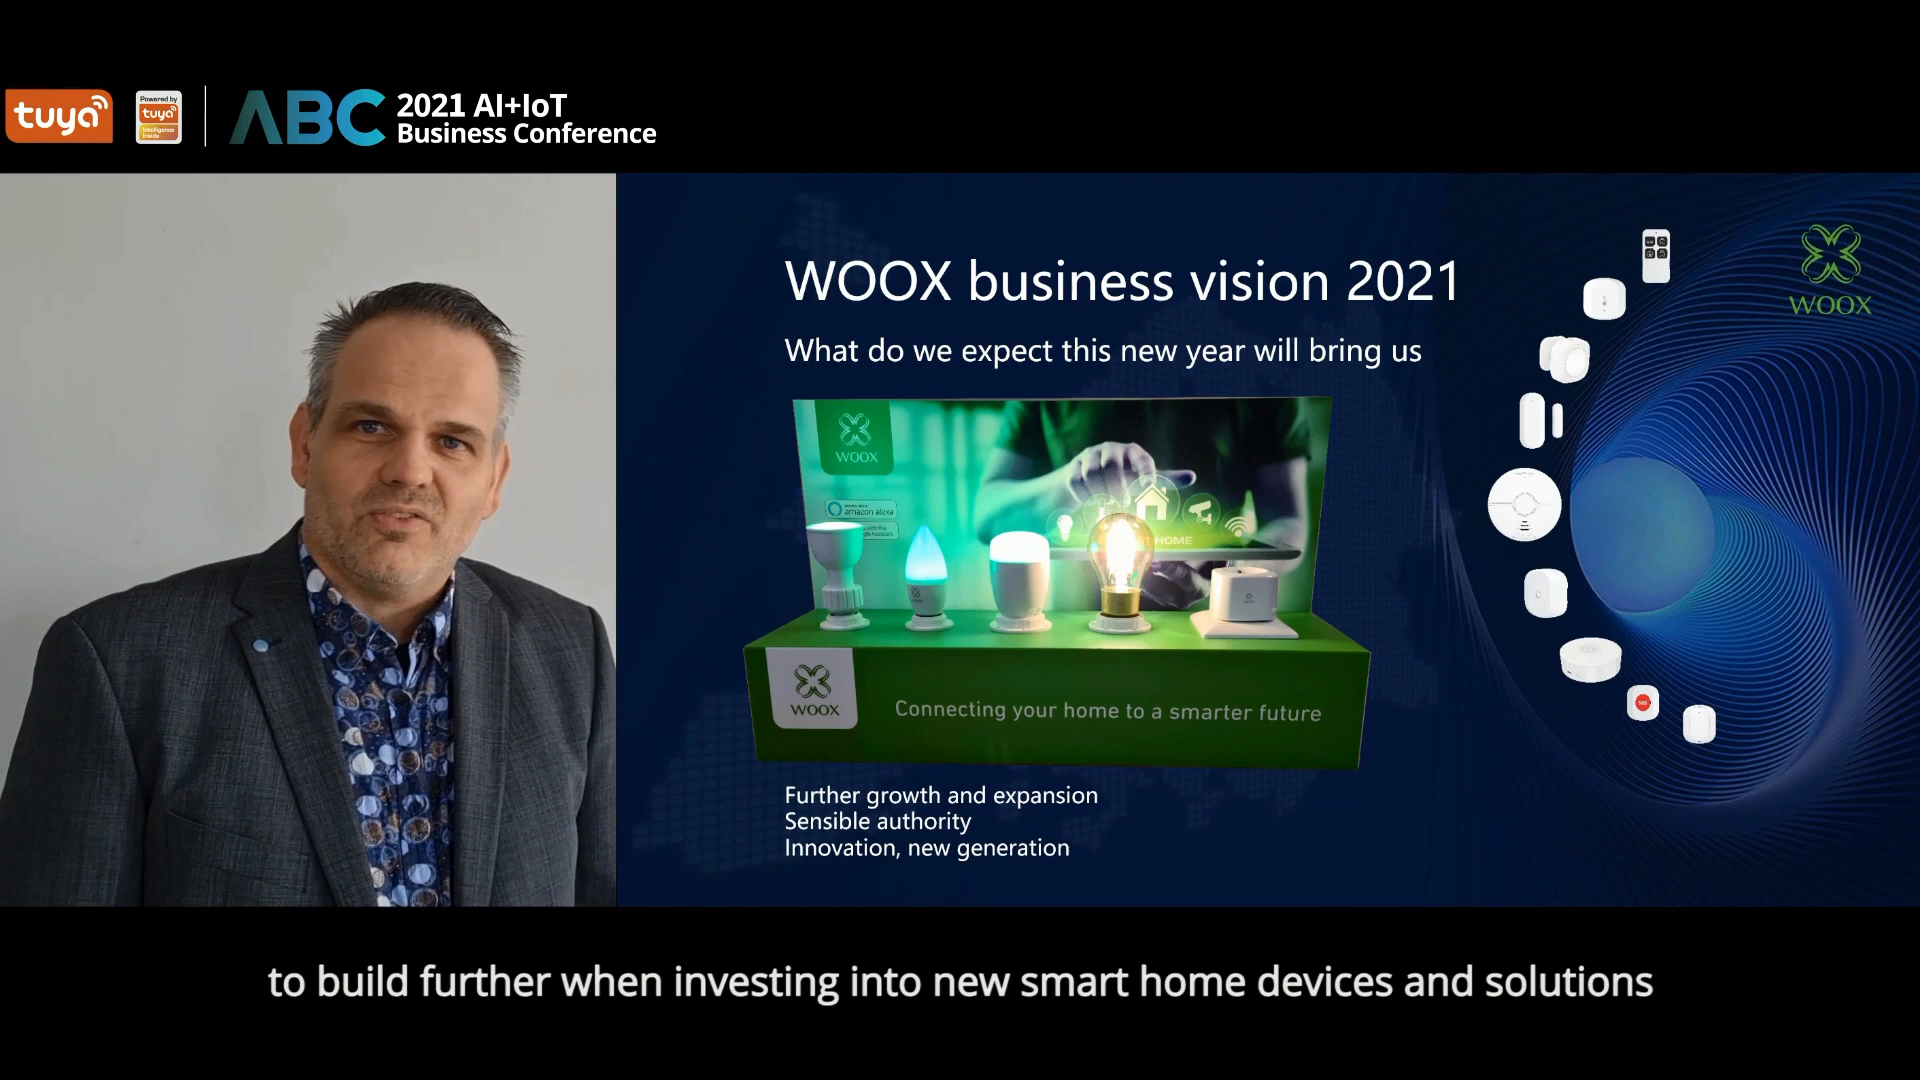 tuya
Powered by
tuya
Intelligence
Inside
ABC
2021 AI+IoT
Business Conference
WOOX business vision 2021
What do we expect this new year will bring us
WOOX
WOOX
amazon alexa
HOME
WOOX
Connecting your home to a smarter future
SOS
Further growth and expansion
Sensible authority
Innovation, new generation
to build further when investing into new smart home devices and solutions